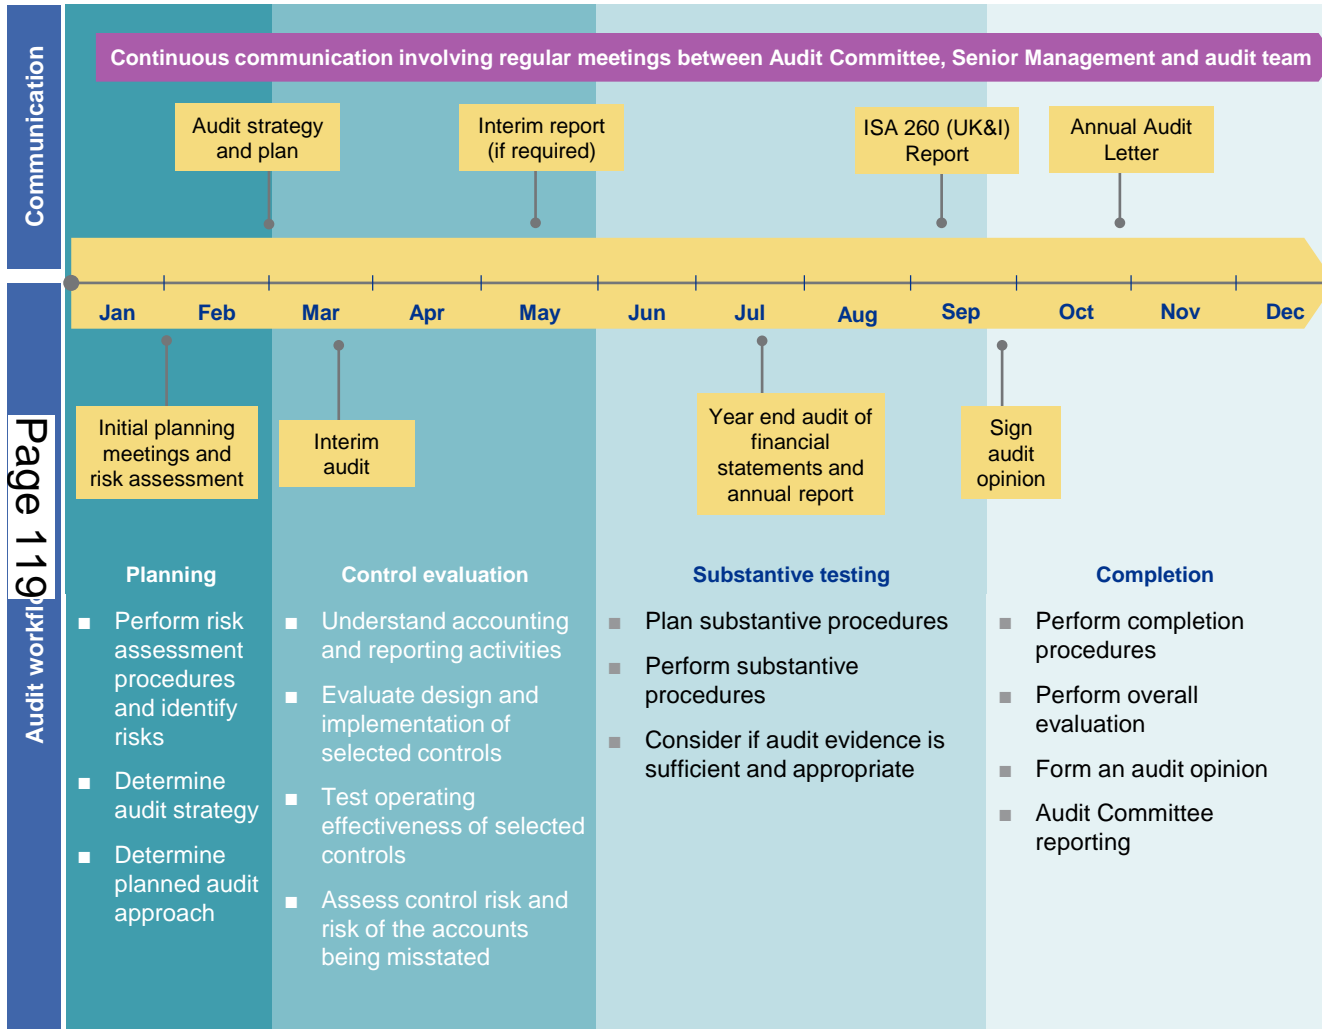 Communication
Continuous communication involving regular meetings between Audit Committee, Senior Management and audit team
Audit strategy
and plan
Interim report
(if required)
ISA 260 (UK&I)
Report
Annual Audit
Letter
Jan
Feb
Mar
Apr
May
Jun
Jul
Aug
Sep
Oct
Nov
Dec
Initial planning
meetings and
risk assessment
Interim
audit
Year end audit of
financial
statements and
annual report
Sign
audit
opinion
Page 119
Audit workflo
Planning
■ Perform risk
assessment
procedures
and identify
risks
■ Determine
audit strategy
■ Determine
planned audit
approach
Control evaluation
■ Understand accounting
and reporting activities
■ Evaluate design and
implementation of
selected controls
■ Test operating
effectiveness of selected
controls
■ Assess control risk and
risk of the accounts
being misstated
Substantive testing
■ Plan substantive procedures
■ Perform substantive
procedures
■ Consider if audit evidence is
sufficient and appropriate
Completion
■ Perform completion
procedures
■ Perform overall
evaluation
■ Form an audit opinion
■ Audit Committee
reporting